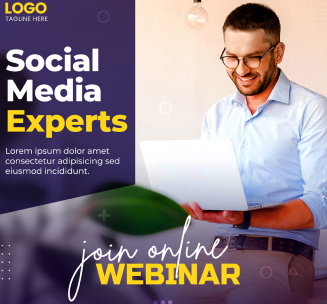 LOGO
TAGLINE HERE
Social
Media
Experts
Lorem ipsum dolor amet
consectetur adipisicing sed
eiusmod incididunt.
join online
WEBINAR